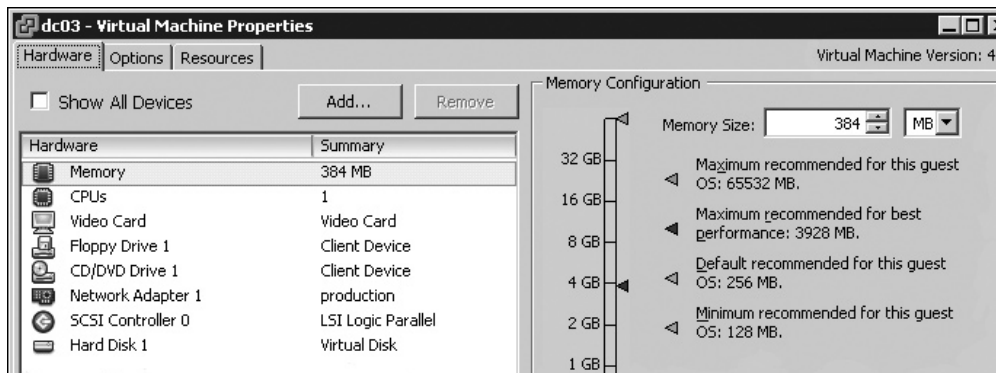 dc03 - Virtual Machine Properties
Hardware Options Resources
Virtual Machine Version: 4
Show All Devices
Add...
Remove
Hardware Summary
Memory 384 MB
CPUs 1
Video Card Video Card
Floppy Drive 1 Client Device
CD/DVD Drive 1 Client Device
Network Adapter 1 production
SCSI Controller 0 LSI Logic Parallel
Hard Disk 1 Virtual Disk
Memory Configuration
Memory Size: 384 MB
32 GB
16 GB
8 GB
4 GB
2 GB
1 GB
Maximum recommended for this guest
OS: 65532 MB.
Maximum recommended for best
performance: 3928 MB.
Default recommended for this guest
OS: 256 MB.
Minimum recommended for this guest
OS: 128 MB.